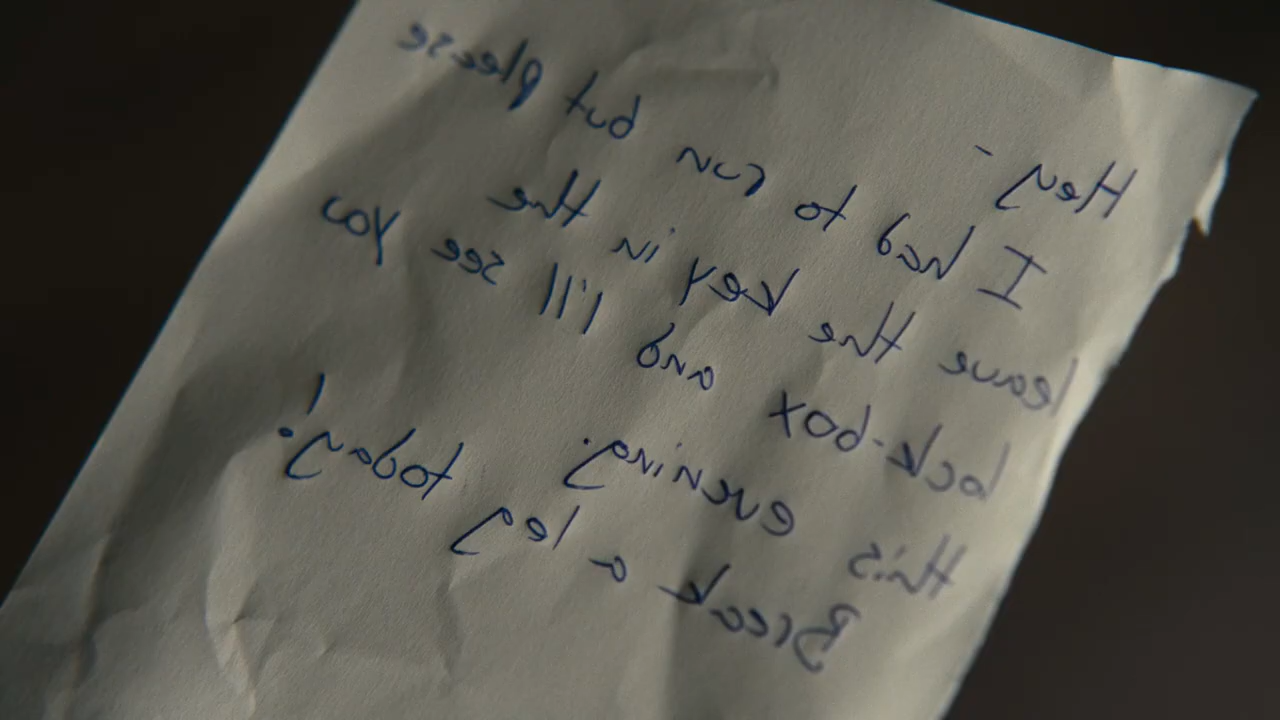 Hey -
I had to run but please
leave the key in the
lock-box and I'll see you
this evening.
Break a leg today!